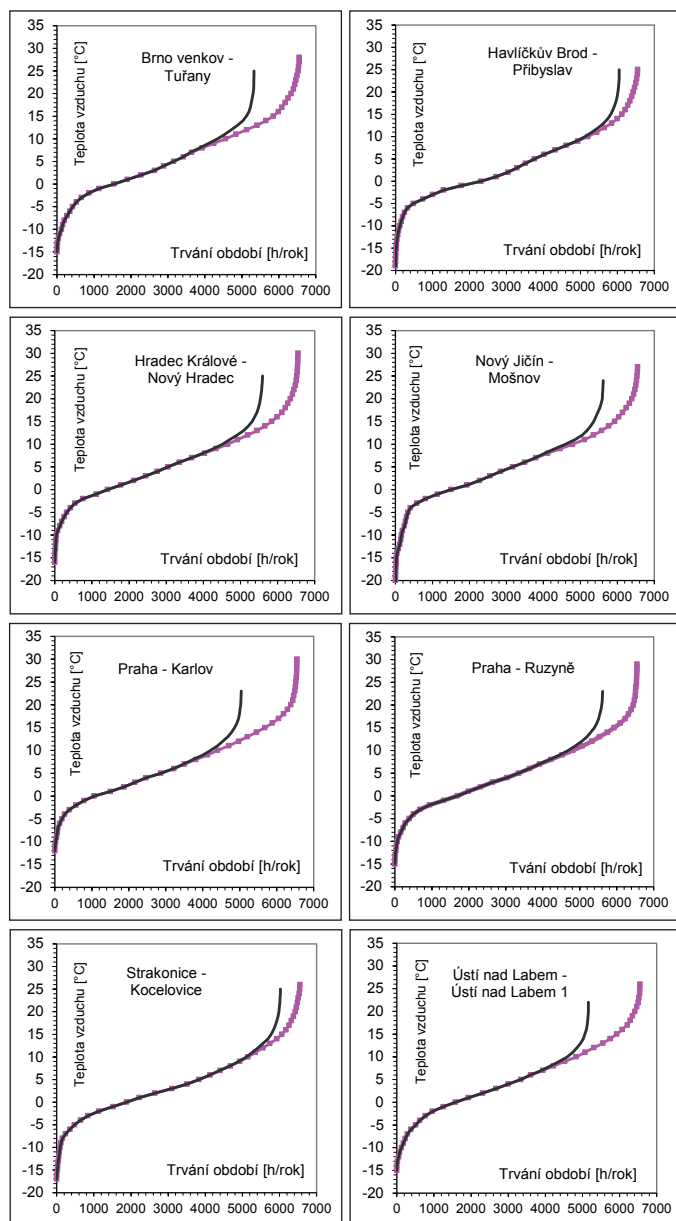 35
30
25
20
15
10
5
0
-5
-10
-15
-20
Teplota vzduchu [°C]
Brno venkov -
Tuřany
Trvání období [h/rok]
0 1000 2000 3000 4000 5000 6000 7000
35
30
25
20
15
10
5
0
-5
-10
-15
-20
Teplota vzduchu [°C]
Havlíčkův Brod -
Přibyslav
Trvání období [h/rok]
0 1000 2000 3000 4000 5000 6000 7000
35
30
25
20
15
10
5
0
-5
-10
-15
-20
Teplota vzduchu [°C]
Hradec Králové -
Nový Hradec
Trvání období [h/rok]
0 1000 2000 3000 4000 5000 6000 7000
35
30
25
20
15
10
5
0
-5
-10
-15
-20
Teplota vzduchu [°C]
Nový Jičín -
Mošnov
Trvání období [h/rok]
0 1000 2000 3000 4000 5000 6000 7000
35
30
25
20
15
10
5
0
-5
-10
-15
-20
Teplota vzduchu [°C]
Praha - Karlov
Trvání období [h/rok]
0 1000 2000 3000 4000 5000 6000 7000
35
30
25
20
15
10
5
0
-5
-10
-15
-20
Teplota vzduchu [°C]
Praha - Ruzyně
Tvání období [h/rok]
0 1000 2000 3000 4000 5000 6000 7000
35
30
25
20
15
10
5
0
-5
-10
-15
-20
Teplota vzduchu [°C]
Strakonice -
Kocelovice
Trvání období [h/rok]
0 1000 2000 3000 4000 5000 6000 7000
35
30
25
20
15
10
5
0
-5
-10
-15
-20
Teplota vzduchu [°C]
Ústí nad Labem -
Ústí nad Labem 1
Trvání období [h/rok]
0 1000 2000 3000 4000 5000 6000 7000